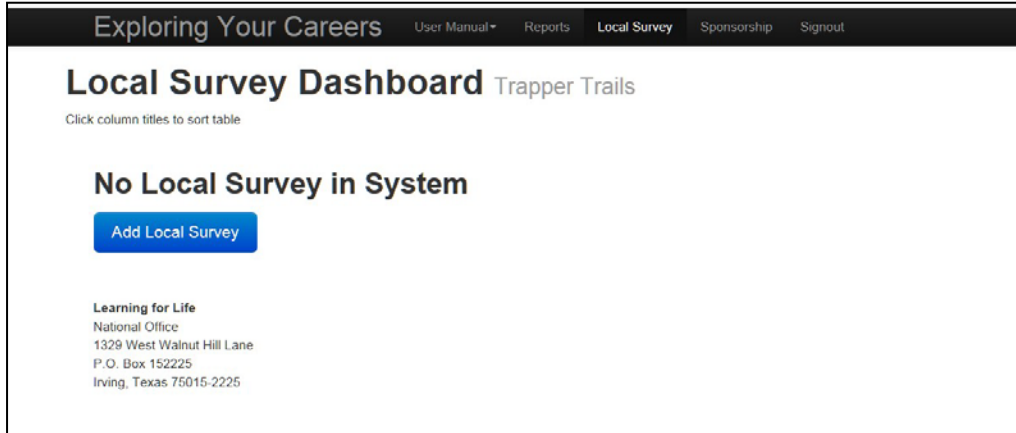 Exploring Your Careers User Manual Reports Local Survey Sponsorship Signout
Local Survey Dashboard Trapper Trails
Click column titles to sort table
No Local Survey in System
Add Local Survey
Learning for Life
National Office
1329 West Walnut Hill Lane
P.O. Box 152225
Irving, Texas 75015-2225